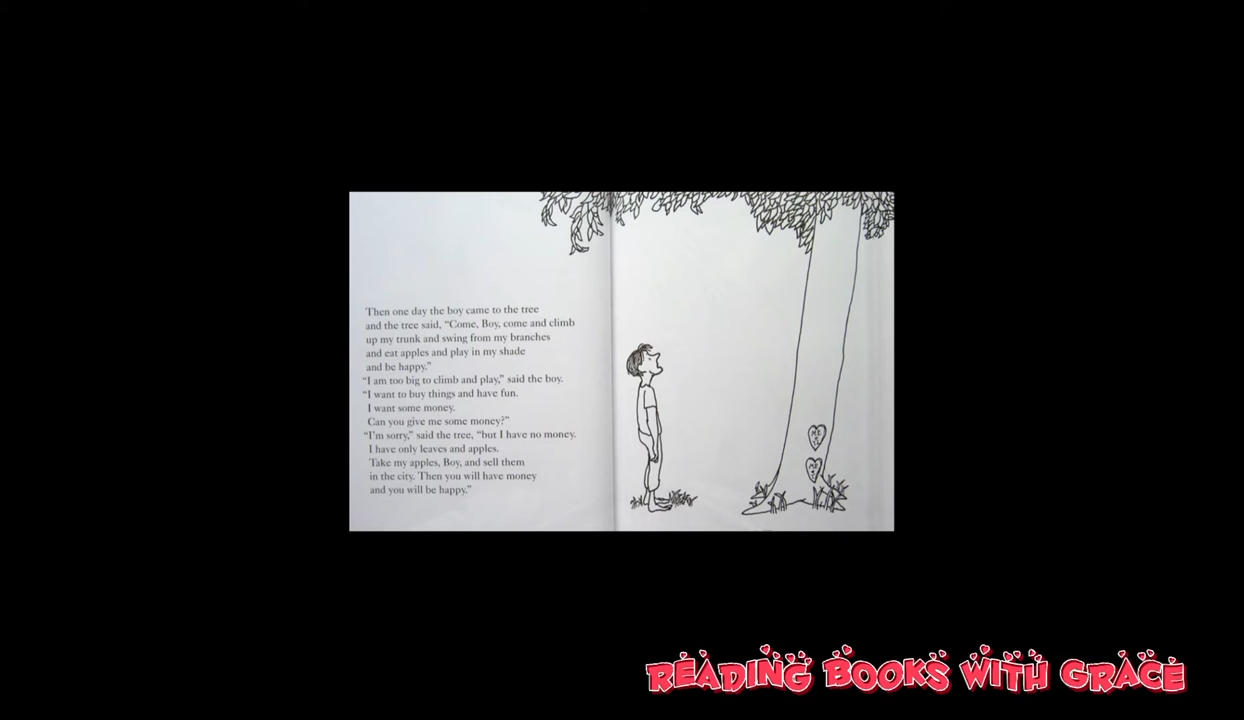 Then one day the boy came to the tree
and the tree said, “Come, Boy, come and climb
up my trunk and swing from my branches
and eat apples and play in my shade
and be happy.”
“I am too big to climb and play,” said the boy.
“I want to buy things and have fun.
I want some money.
Can you give me some money?”
“I'm sorry,” said the tree, “but I have no money.
I have only leaves and apples.
Take my apples, Boy, and sell them
in the city. Then you will have money
and you will be happy.”
READING BOOKS WITH GRACE